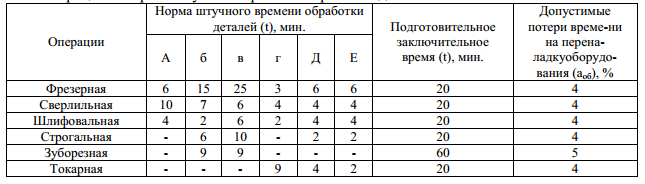 Операции
Норма штучного времени обработки
деталей (t), мин.
А б в г Д Е
Подготовительное
заключительное
время (t), мин.
Допустимые
потери време-ни
на перена-
ладкуоборудо-
вания (aоб), %
Фрезерная 6 15 25 3 6 6 20 4
Сверлильная 10 7 6 4 4 4 20 4
Шлифовальная 4 2 6 2 4 4 20 4
Строгальная - 6 10 - 2 2 20 4
Зуборезная - 9 9 - - - 60 5
Токарная - - - 9 4 2 20 4